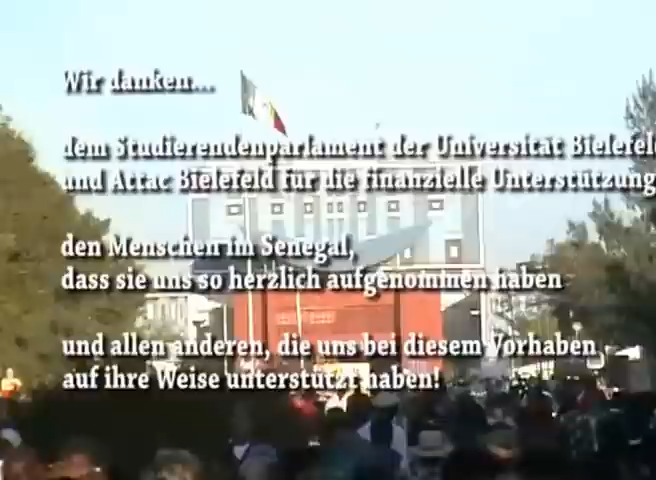 Wir danken...
dem Studierendenparlament der Universität Bielefeld
und Attac Bielefeld für die finanzielle Unterstützung
den Menschen im Senegal,
dass sie uns so herzlich aufgenommen haben
und allen anderen, die uns bei diesem Vorhaben
auf ihre Weise unterstützt haben!